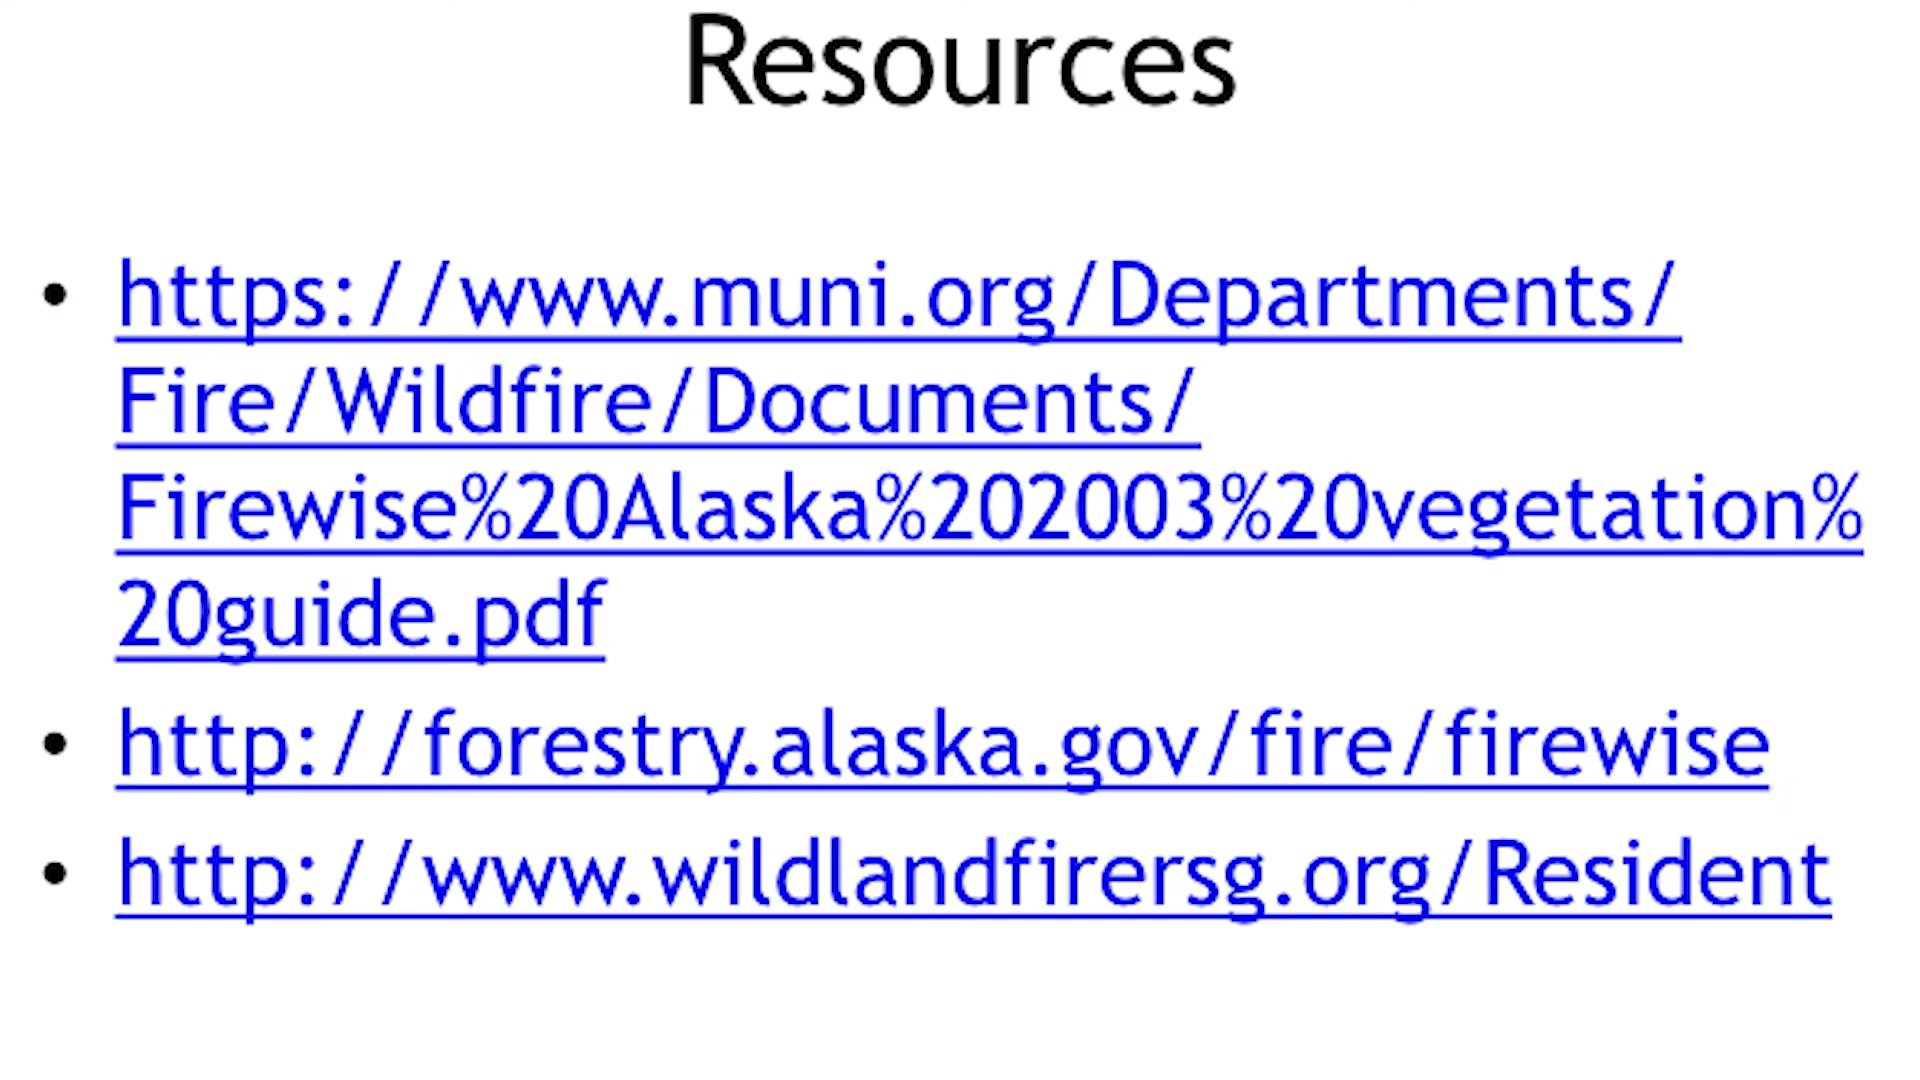 Resources
• https://www.muni.org/Departments/
Fire/Wildfire/Documents/
Firewise%20Alaska%202003%20vegetation%
20guide.pdf
• http://forestry.alaska.gov/fire/firewise
• http://www.wildlandfirersg.org/Resident